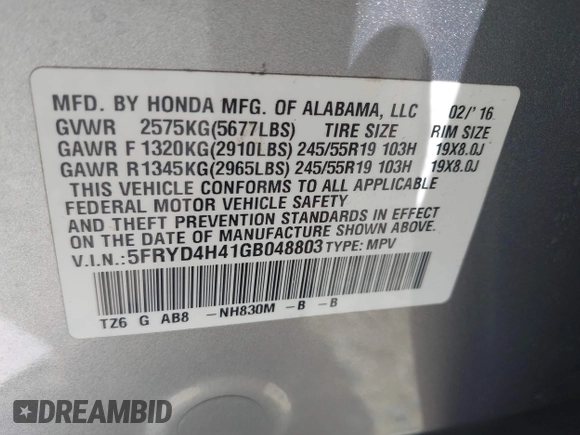 MFD. BY HONDA MFG. OF ALABAMA, LLC 02/'16
GVWR 2575KG(5677LBS) TIRE SIZE RIM SIZE
GAWR F 1320KG(2910LBS) 245/55R19 103H 19X8.0J
GAWR R 1345KG(2965LBS) 245/55R19 103H 19X8.0J
THIS VEHICLE CONFORMS TO ALL APPLICABLE
FEDERAL MOTOR VEHICLE SAFETY
AND THEFT PREVENTION STANDARDS IN EFFECT
ON THE DATE OF MANUFACTURE SHOWN ABOVE.
V.I.N.: 5FRYD4H41GB048803 TYPE: MPV
TZ6 G AB8 -NH830M -B -B
DREAMBID